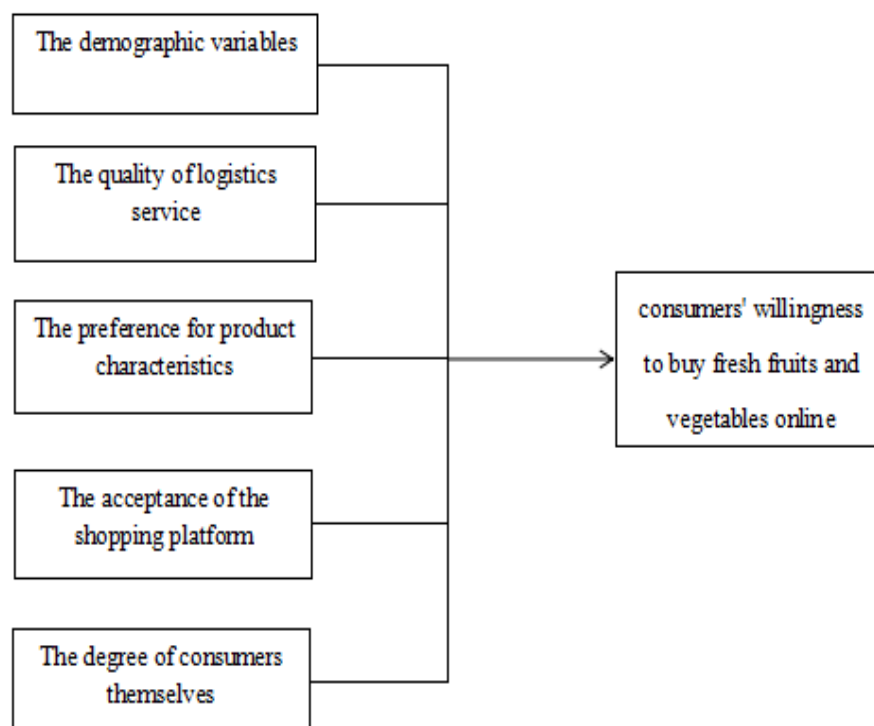 The demographic variables
The quality of logistics
service
The preference for product
characteristics
The acceptance of the
shopping platform
The degree of consumers
themselves
consumers' willingness
to buy fresh fruits and
vegetables online